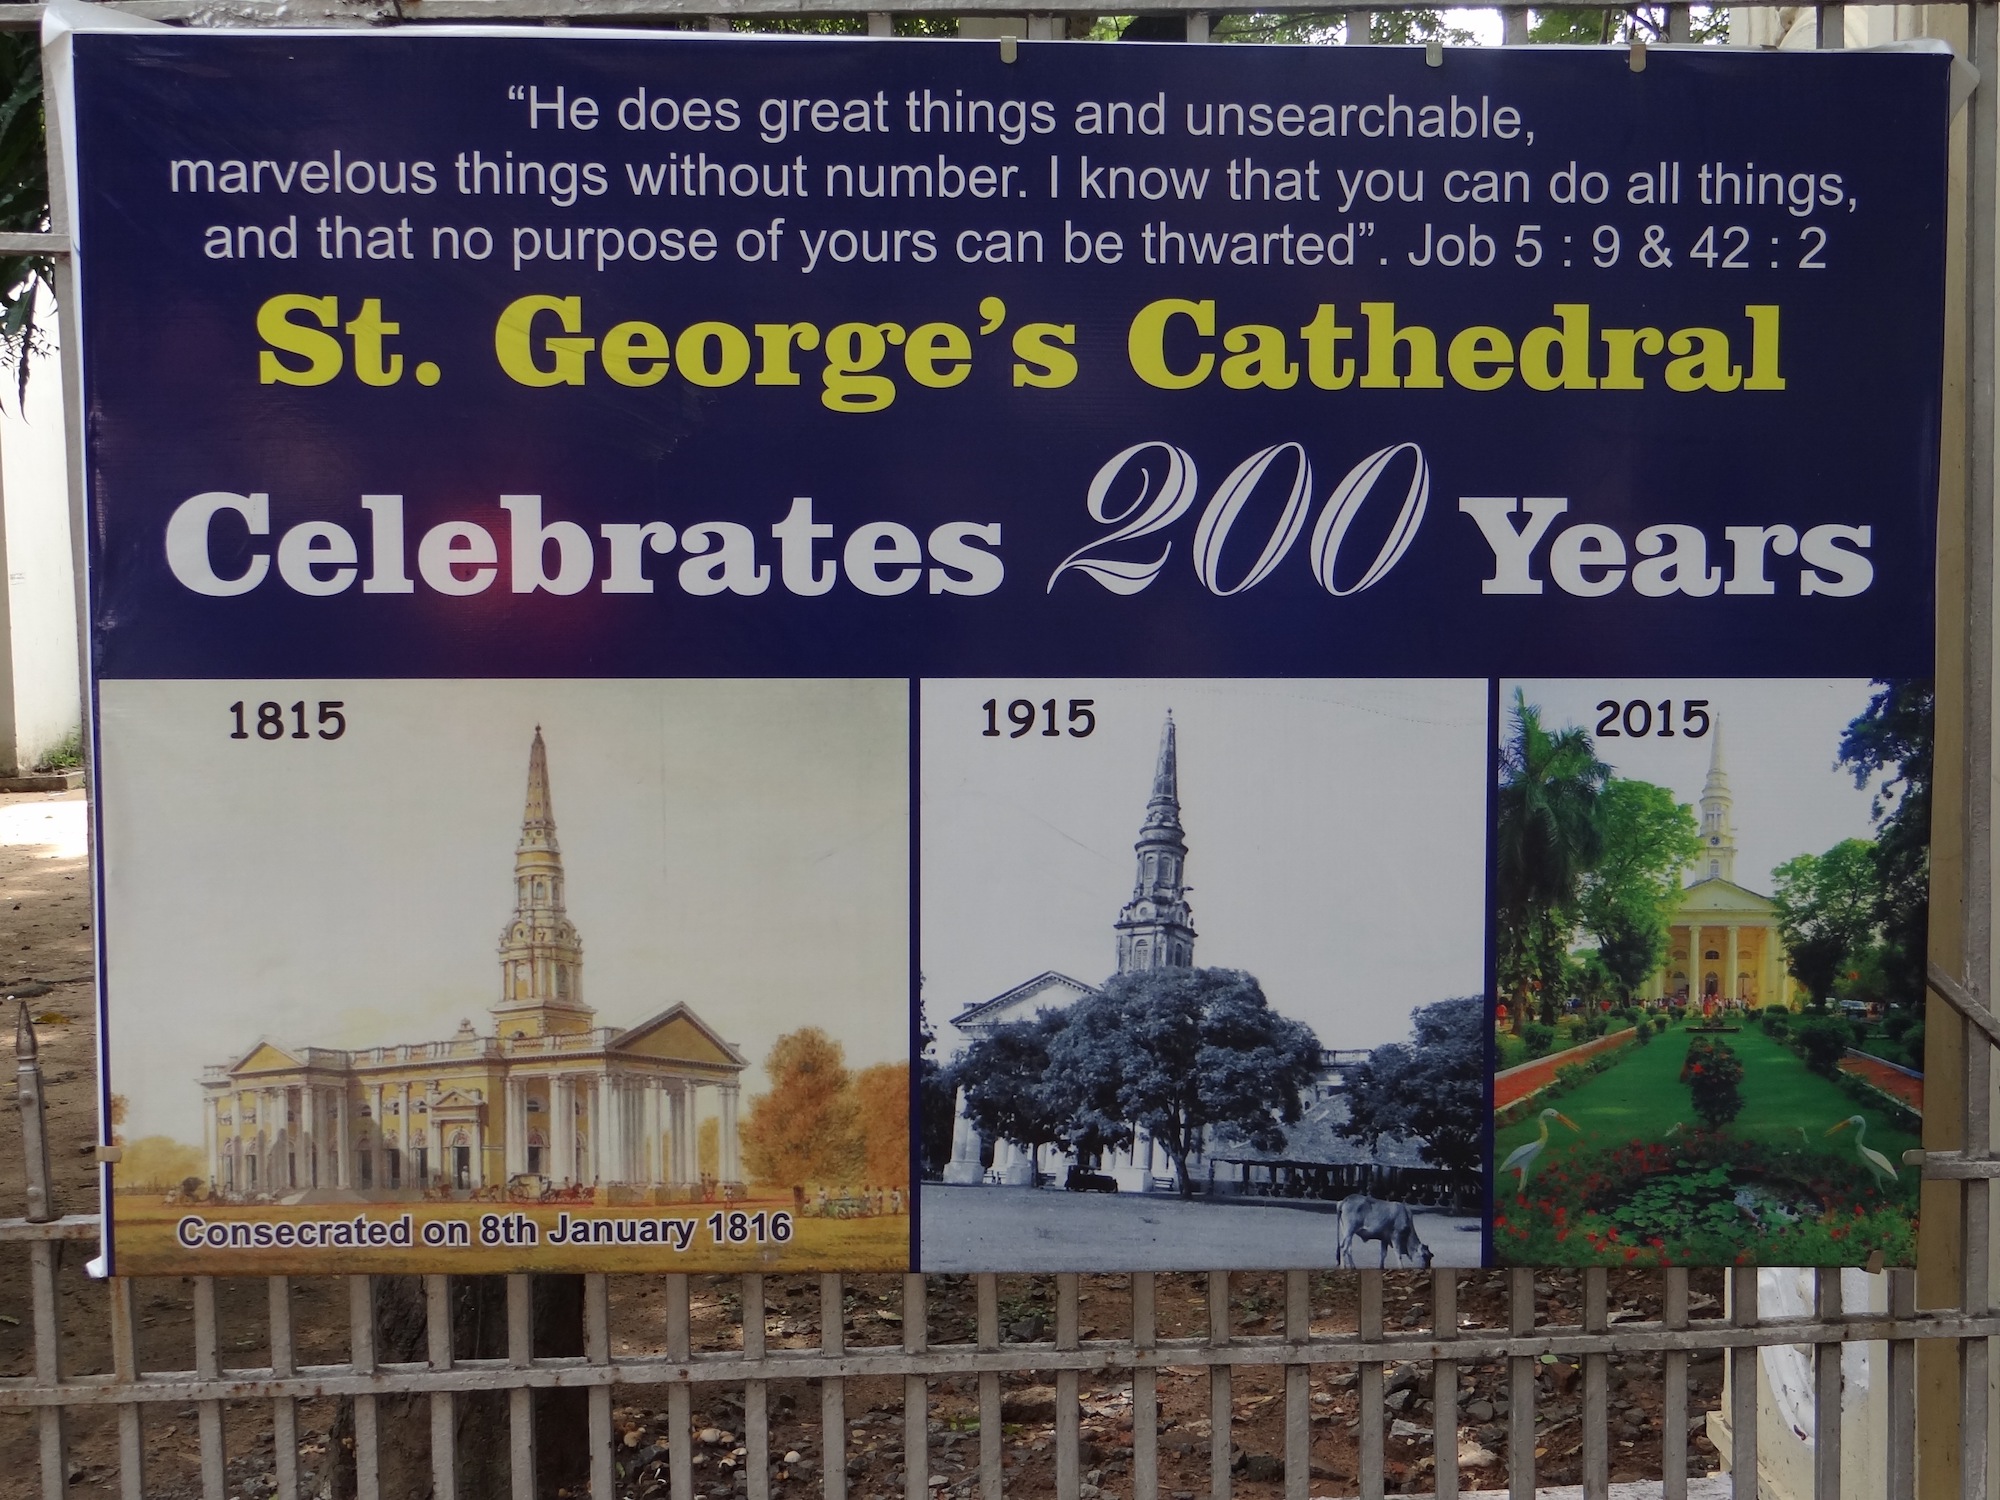 “He does great things and unsearchable,
marvelous things without number. I know that you can do all things,
and that no purpose of yours can be thwarted”. Job 5 : 9 & 42 : 2
St. George’s Cathedral
Celebrates 200 Years
1815
1915
2015
Consecrated on 8th January 1816